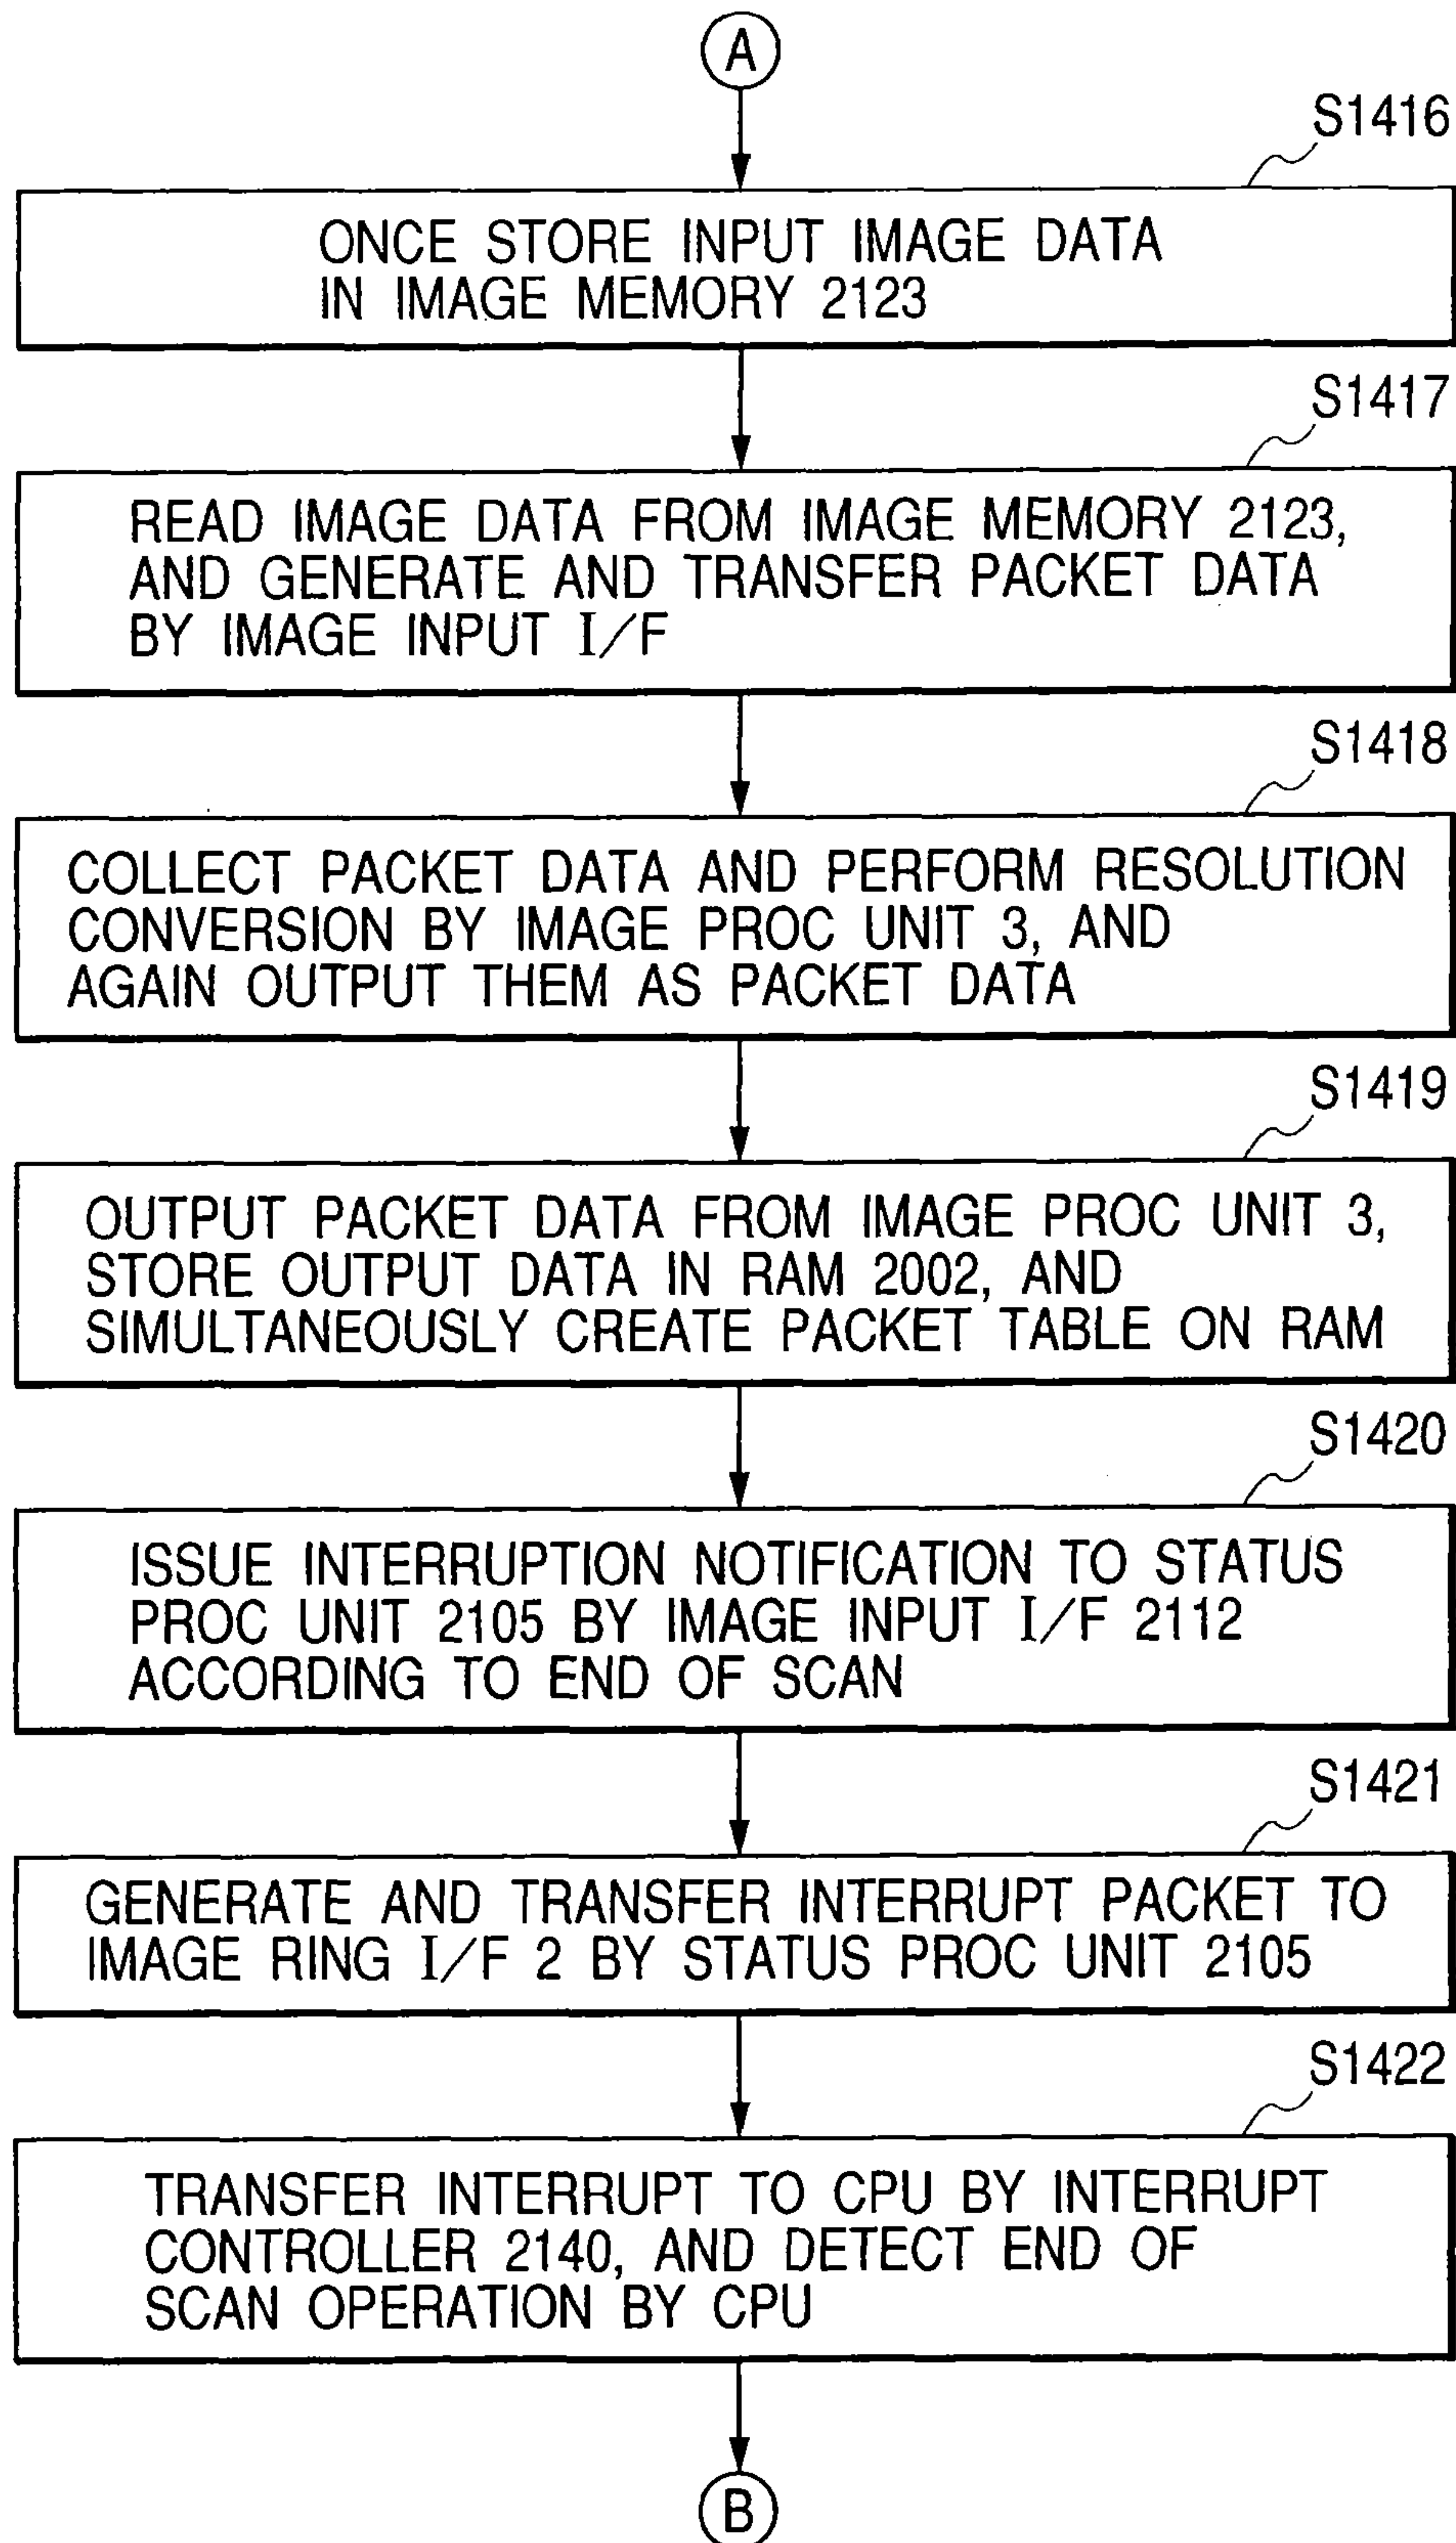 A
S1416
ONCE STORE INPUT IMAGE DATA
IN IMAGE MEMORY 2123
S1417
READ IMAGE DATA FROM IMAGE MEMORY 2123,
AND GENERATE AND TRANSFER PACKET DATA
BY IMAGE INPUT I/F
S1418
COLLECT PACKET DATA AND PERFORM RESOLUTION
CONVERSION BY IMAGE PROC UNIT 3, AND
AGAIN OUTPUT THEM AS PACKET DATA
S1419
OUTPUT PACKET DATA FROM IMAGE PROC UNIT 3,
STORE OUTPUT DATA IN RAM 2002, AND
SIMULTANEOUSLY CREATE PACKET TABLE ON RAM
S1420
ISSUE INTERRUPTION NOTIFICATION TO STATUS
PROC UNIT 2105 BY IMAGE INPUT I/F 2112
ACCORDING TO END OF SCAN
S1421
GENERATE AND TRANSFER INTERRUPT PACKET TO
IMAGE RING I/F 2 BY STATUS PROC UNIT 2105
S1422
TRANSFER INTERRUPT TO CPU BY INTERRUPT
CONTROLLER 2140, AND DETECT END OF
SCAN OPERATION BY CPU
B